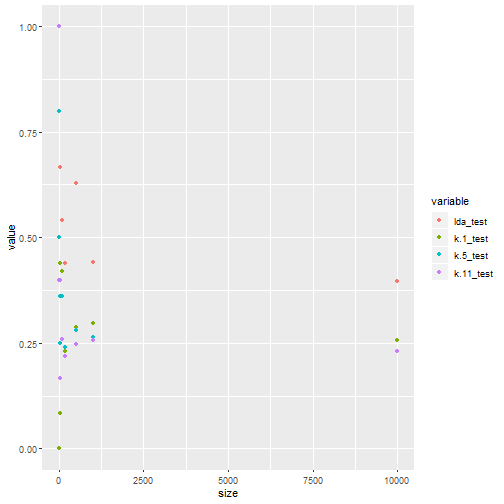 1.00
0.75
0.50
0.25
0.00
value
0
2500
5000
7500
10000
size
variable
lda_test
k.1_test
k.5_test
k.11_test